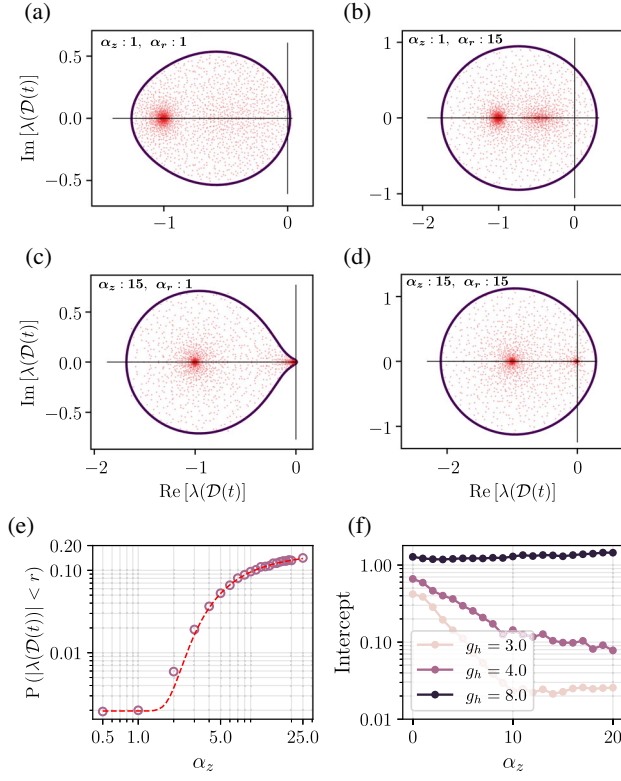 (a)
α_z : 1, α_r : 1
Im [λ(𝒟(t)]
0.5
0.0
−0.5
−1
0
(b)
α_z : 1, α_r : 15
1
0
−1
−2
−1
0
(c)
α_z : 15, α_r : 1
Im [λ(𝒟(t)]
0.5
0.0
−0.5
−2
−1
0
Re [λ(𝒟(t)]
(d)
α_z : 15, α_r : 15
1
0
−1
−2
−1
0
Re [λ(𝒟(t)]
(e)
P (|λ(𝒟(t))| < r)
0.20
0.10
0.01
0.5
1.0
5.0
25.0
α_z
(f)
Intercept
1.00
0.10
0.01
g_h = 3.0
g_h = 4.0
g_h = 8.0
0
10
20
α_z